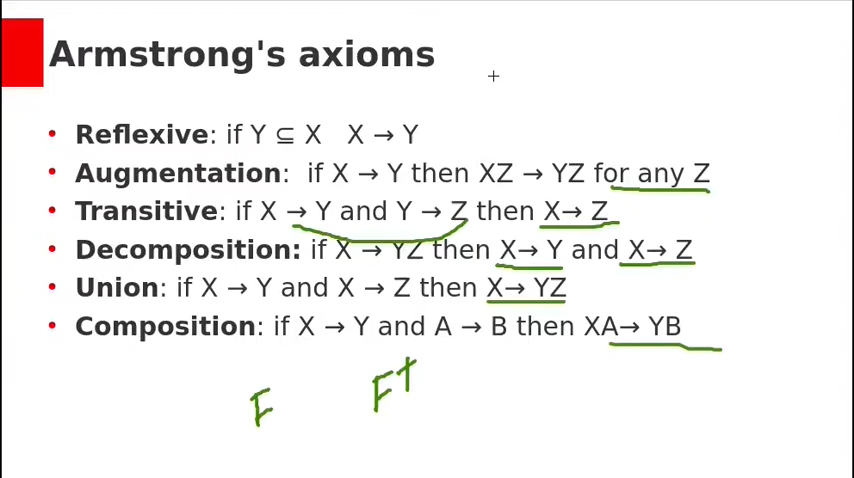 Armstrong's axioms
• Reflexive: if Y ⊆ X X → Y
• Augmentation: if X → Y then XZ → YZ for any Z
• Transitive: if X → Y and Y → Z then X→ Z
• Decomposition: if X → YZ then X→ Y and X→ Z
• Union: if X → Y and X → Z then X→ YZ
• Composition: if X → Y and A → B then XA→ YB
F F+